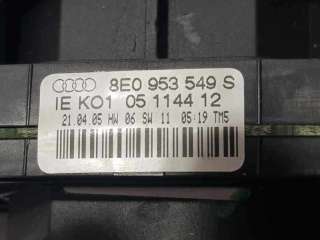 8E0 953 549 S
IE KO1 05 1144 12
21.04.05 HW 06 SW 11 05:19 TM5